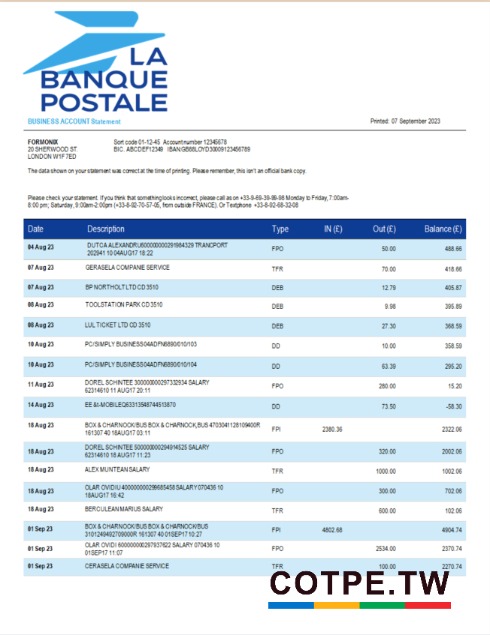 LA
BANQUE
POSTALE
BUSINESS ACCOUNT Statement
Printed: 07 September 2023
FORMONIX
20 SHERWOOD ST.
LONDON W1F7ED
Sort code 01-12-45 Account number 12345678
BIC. ABCDEF12349 IBAN:GB88LOYD30009123456789
The data shown on your statement was correct at the time of printing. Please remember, this isn't an official bank copy.
Please check your statement. If you think that something looks incorrect, please call us on +33-9-69-39-99-98 Monday to Friday, 7:00am-
8:00 pm; Saturday, 9:00am-2:00pm (+33-8-92-70-57-05, from outside FRANCE). Or Textphone +33-8-92-68-32-08
Date Description Type IN (£) Out (£) Balance (£)
04 Aug 23 DUTCA ALEXANDRU600000000291984329 TRANCPORT
202941 10 04AUG17 18:22 FPO 50.00 488.66
07 Aug 23 GERASELA COMPANIE SERVICE TFR 70.00 418.66
07 Aug 23 BP NORTHOLT LTD CD 3510 DEB 12.79 405.87
08 Aug 23 TOOLSTATION PARK CD 3510 DEB 9.98 395.89
08 Aug 23 LUL TICKET LTD CD 3510 DEB 27.30 368.59
10 Aug 23 PC/SIMPLY BUSINESS04ADFN6890/010/103 DD 10.00 358.59
10 Aug 23 PC/SIMPLY BUSINESS04ADFN6890/010/104 DD 63.39 295.20
11 Aug 23 DOREL SCHINTEE 300000000297332934 SALARY
62314610 11 AUG17 20:11 FPO 280.00 15.20
14 Aug 23 EE &t-MOBILEQ63313548744513870 DD 73.50 -58.30
18 Aug 23 BOX & CHARNOCK/BUS BOX & CHARNOCK,BUS 4703041128109400R
161307 40 18AUG17 03:11 FPI 2380.36 2322.06
18 Aug 23 DOREL SCHINTEE 500000000294914525 SALARY
62314610 18 AUG17 11:23 FPO 320.00 2002.06
18 Aug 23 ALEX MUNTEAN SALARY TFR 1000.00 1002.06
18 Aug 23 OLAR OVIDIU 400000000299685458 SALARY 070436 10
18AUG17 16:42 FPO 300.00 702.06
18 Aug 23 BERCULEAN MARIUS SALARY TFR 600.00 102.06
01 Sep 23 BOX & CHARNOCK/BUS BOX & CHARNOCK/BUS
3101249492709000R 161307 40 01SEP17 10:27 FPI 4802.68 4904.74
01 Sep 23 OLAR OVIDI 600000000297937622 SALARY 070436 10
01SEP17 11:07 FPO 2534.00 2370.74
01 Sep 23 CERASELA COMPANIE SERVICE TFR 100.00 2270.74
COTPE.TW